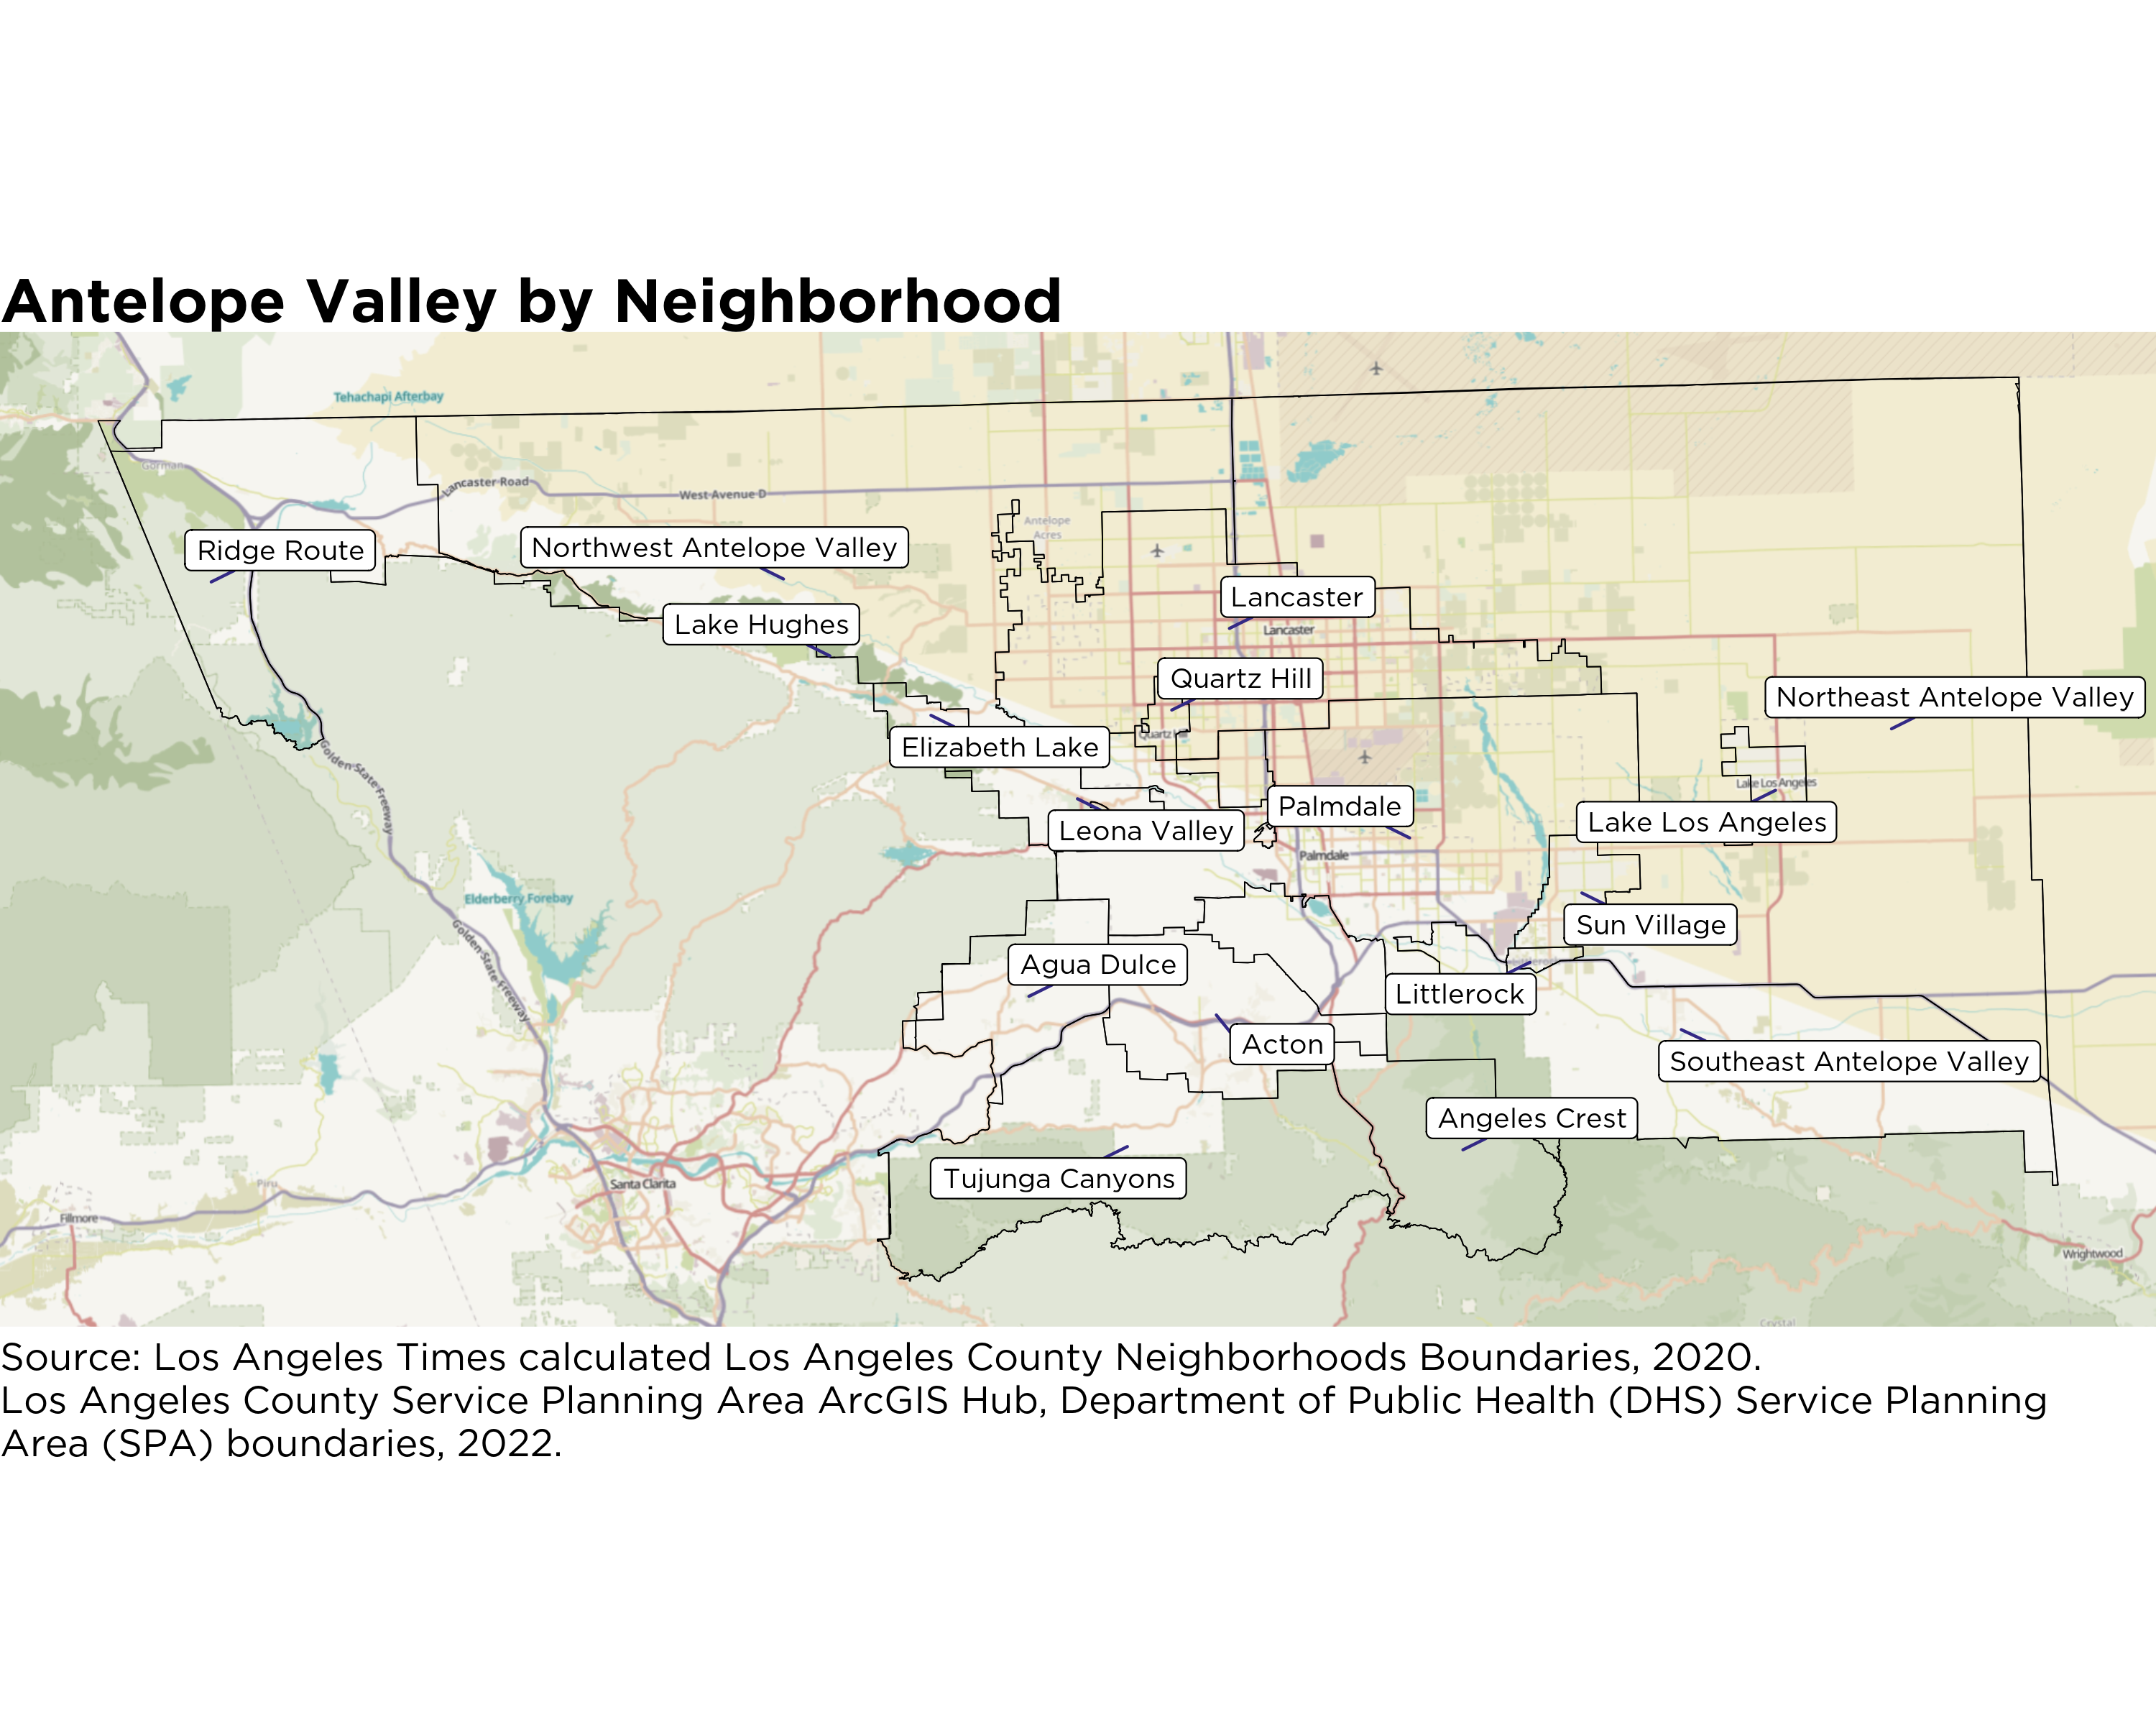 Antelope Valley by Neighborhood
Tehachapi Afterbay
Gorman
Lancaster Road
West Avenue D
Antelope
Acres
Ridge Route
Northwest Antelope Valley
Lancaster
Lake Hughes
Lancaster
Quartz Hill
Northeast Antelope Valley
Elizabeth Lake
Golden State Freeway
Lake Los Angeles
Palmdale
Lake Los Angeles
Leona Valley
Palmdale
Elderberry Forebay
Sun Village
Golden State Freeway
Agua Dulce
Littlerock
Acton
Southeast Antelope Valley
Angeles Crest
Tujunga Canyons
Santa Clarita
Piru
Fillmore
Wrightwood
Crystal
Source: Los Angeles Times calculated Los Angeles County Neighborhoods Boundaries, 2020.
Los Angeles County Service Planning Area ArcGIS Hub, Department of Public Health (DHS) Service Planning
Area (SPA) boundaries, 2022.